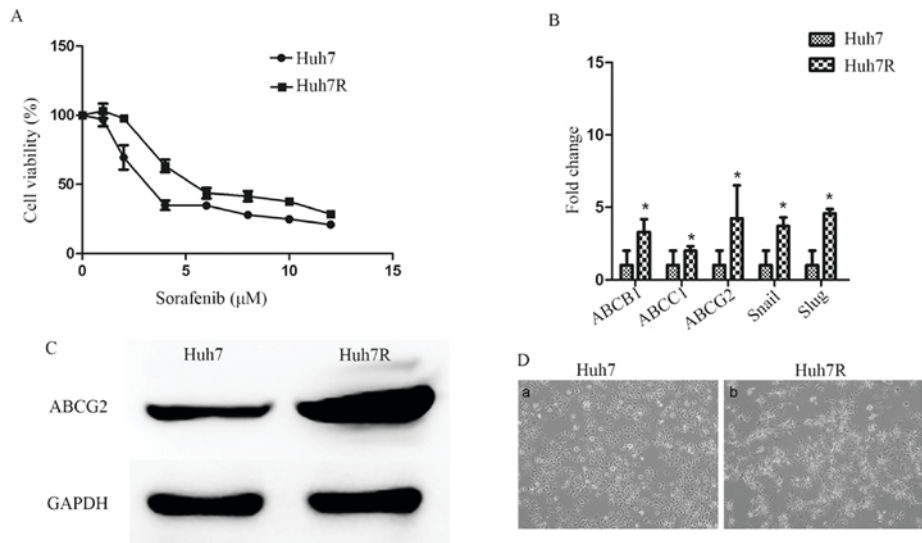 A
Huh7
Huh7R
Cell viability (%)
150
100
50
0
0
5
10
15
Sorafenib (μM)
B
Huh7
Huh7R
Fold change
15
10
5
0
*
*
*
*
*
ABCB1
ABCC1
ABCG2
Snail
Slug
C
Huh7
Huh7R
ABCG2
GAPDH
D
Huh7
Huh7R
a
b